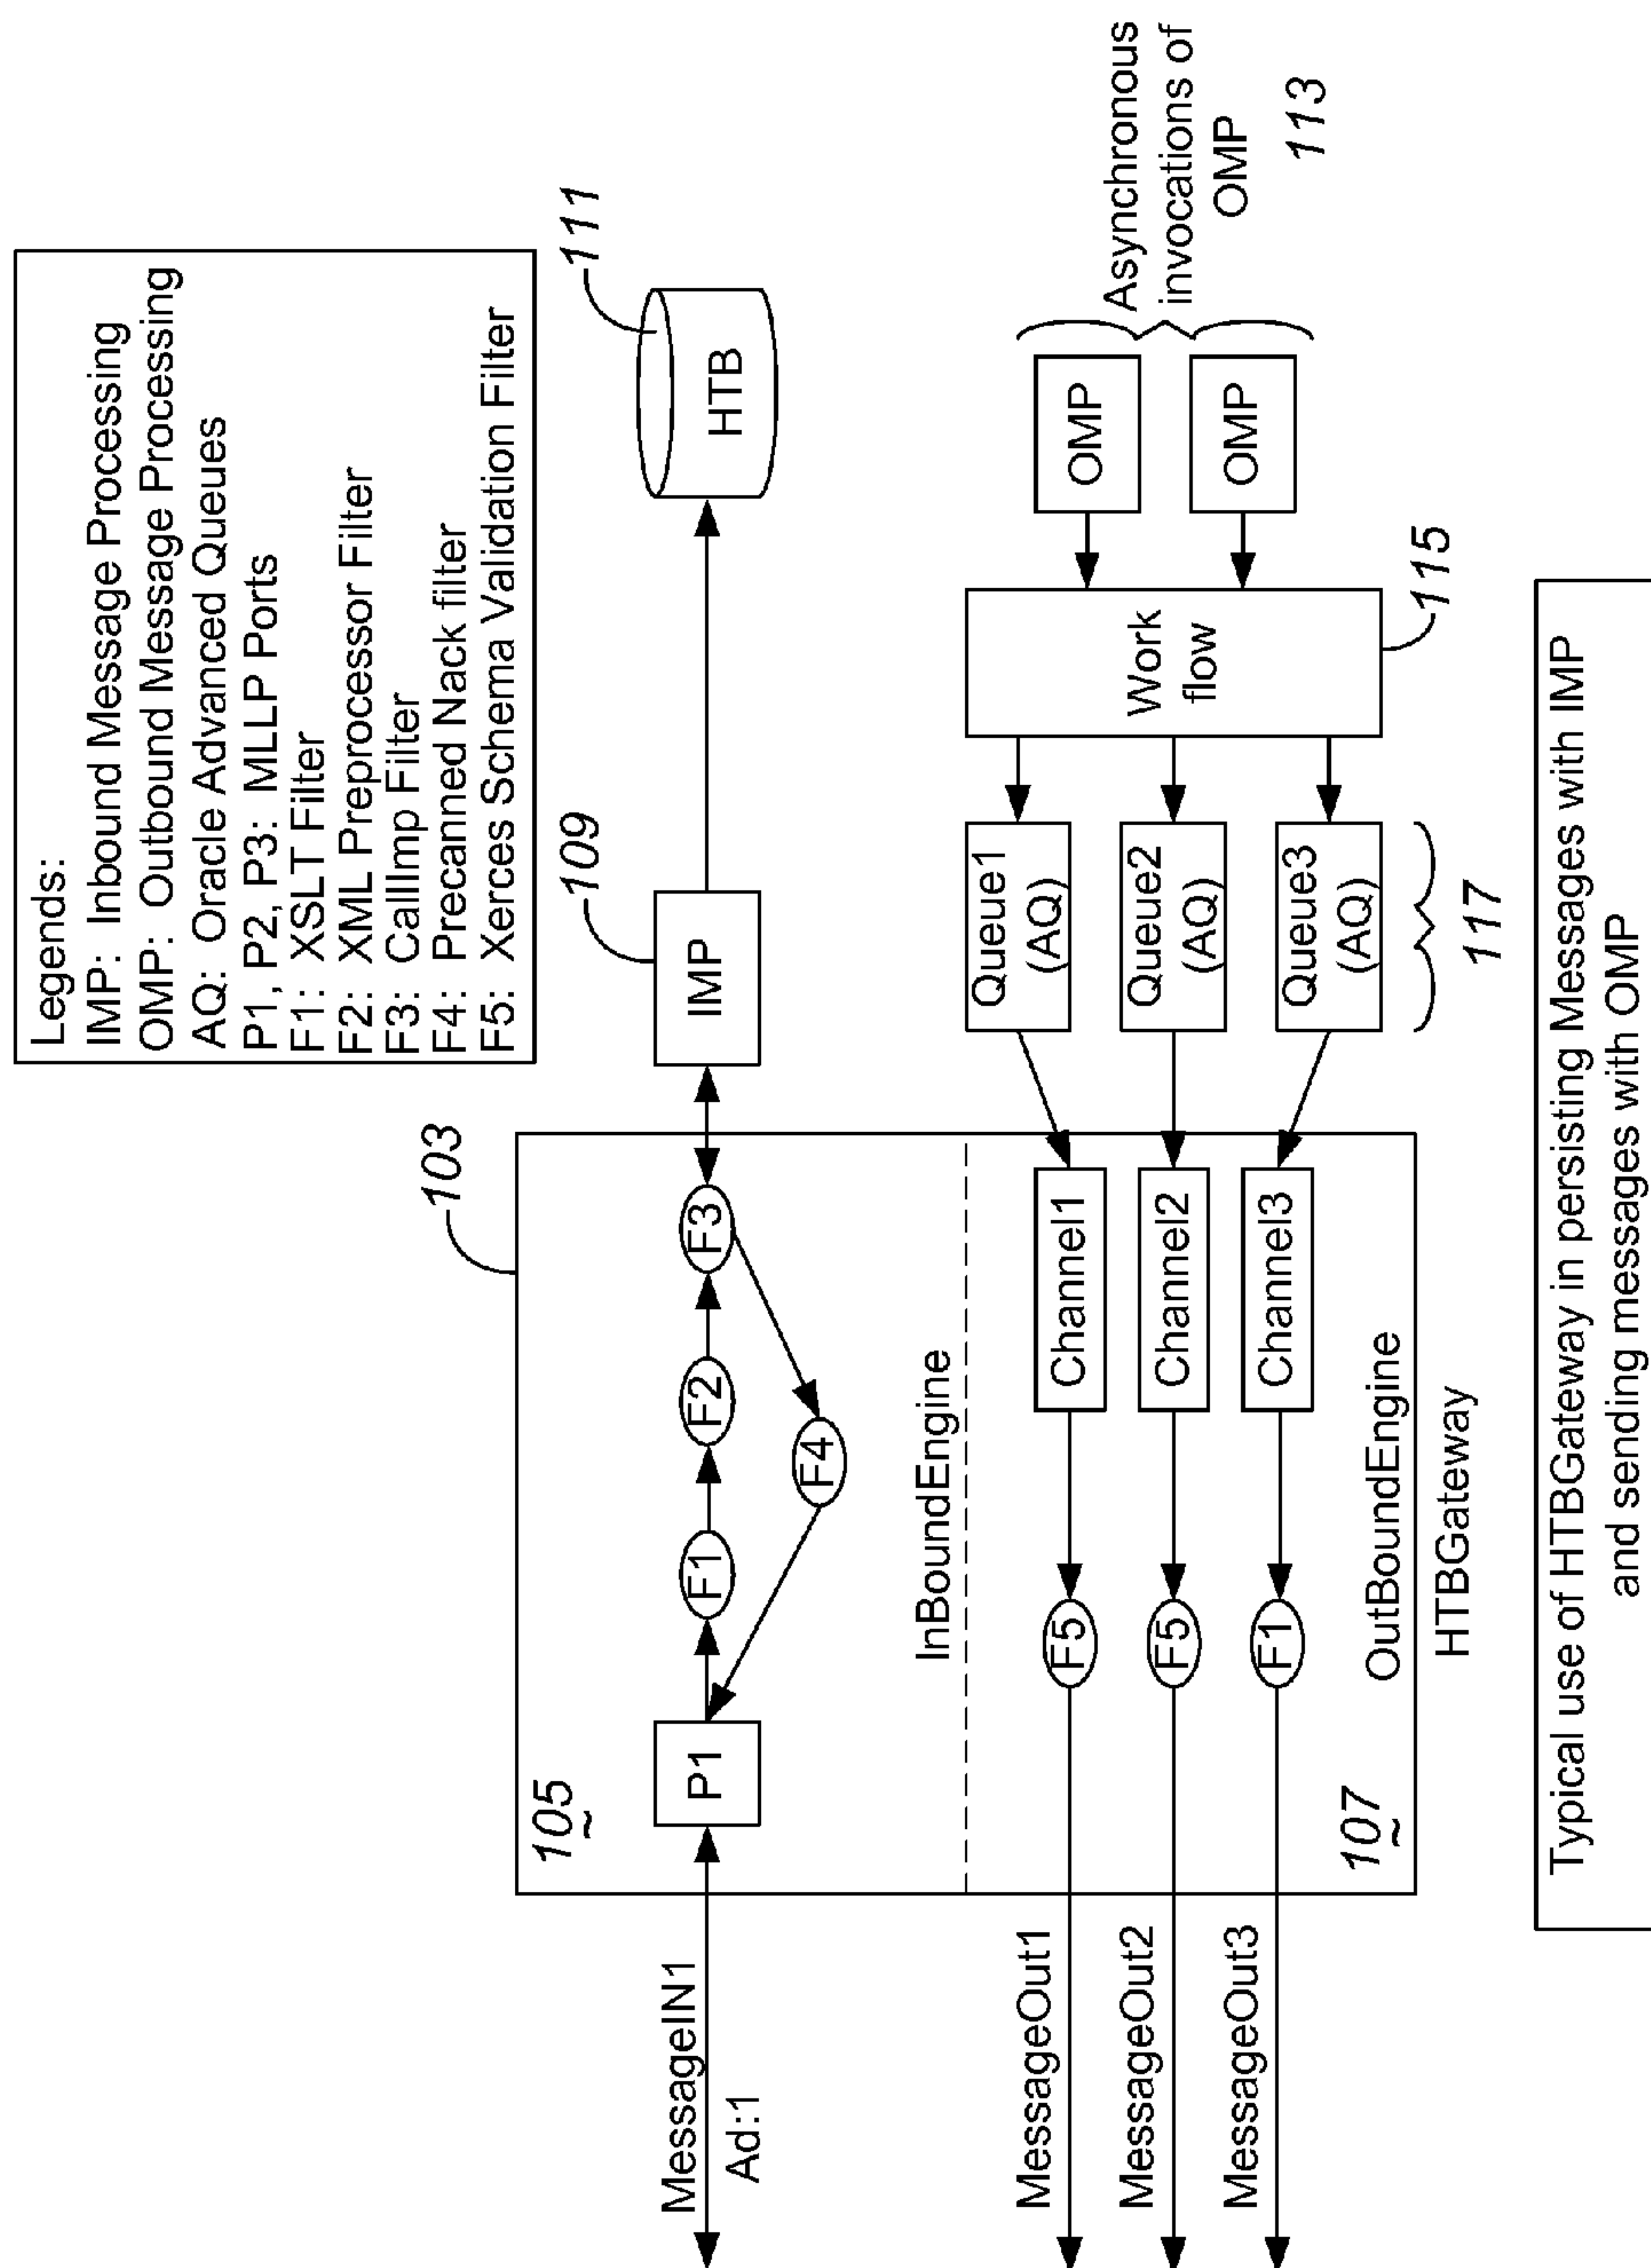 Legends:
IMP: Inbound Message Processing
OMP: Outbound Message Processing
AQ: Oracle Advanced Queues
P1, P2, P3: MLLP Ports
F1: XSLT Filter
F2: XML Preprocessor Filter
F3: CallImp Filter
F4: Precanned Nack filter
F5: Xerces Schema Validation Filter
103
109
111
105
MessageIN1
Ad:1
P1
F1
F2
F3
F4
IMP
HTB
InBoundEngine
MessageOut1
F5
Channel1
Queue1
(AQ)
MessageOut2
F5
Channel2
Queue2
(AQ)
MessageOut3
F1
Channel3
Queue3
(AQ)
Work
flow
OMP
OMP
Asynchronous
invocations of
OMP
113
107
OutBoundEngine
HTBGateway
117
115
Typical use of HTBGateway in persisting Messages with IMP
and sending messages with OMP